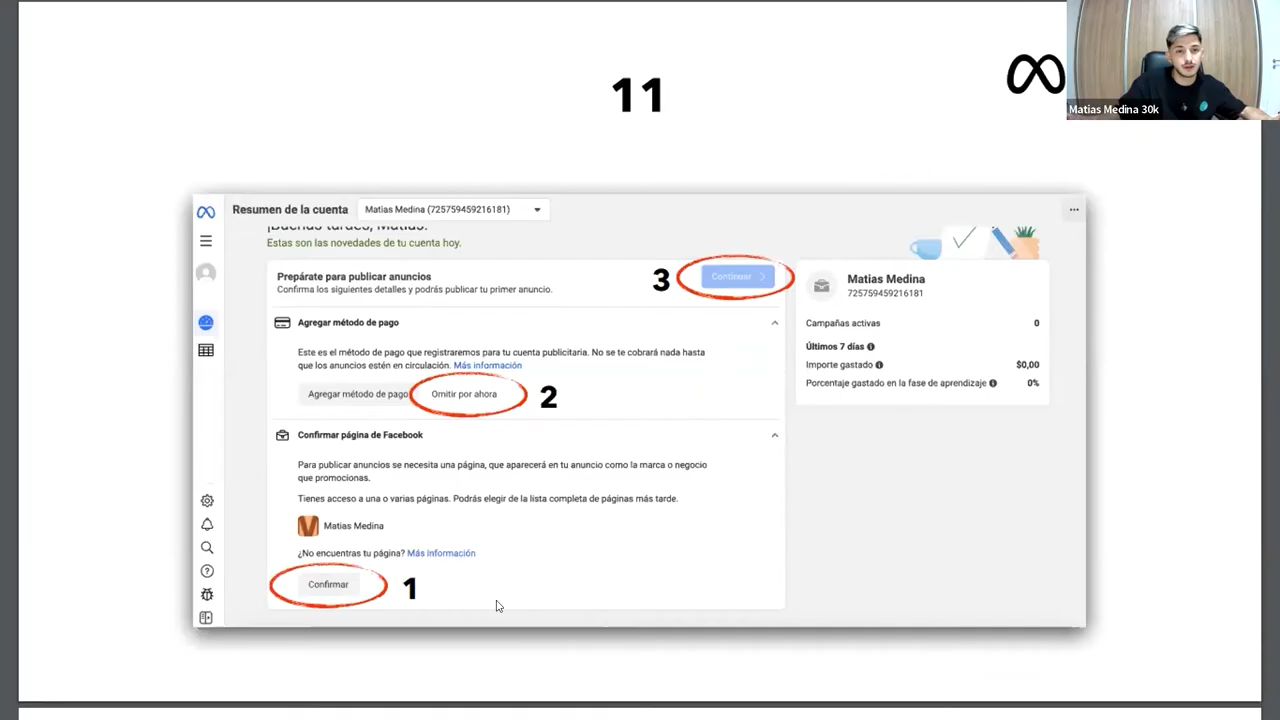 11
Matias Medina 30k
Resumen de la cuenta
Matias Medina (725759459216181)
¡Buenas tardes, Matias!
Estas son las novedades de tu cuenta hoy.
Prepárate para publicar anuncios
Confirma los siguientes detalles y podrás publicar tu primer anuncio.
3
Continuar
Agregar método de pago
Este es el método de pago que registraremos para tu cuenta publicitaria. No se te cobrará nada hasta
que los anuncios estén en circulación. Más información
Agregar método de pago
Omitir por ahora
2
Confirmar página de Facebook
Para publicar anuncios se necesita una página, que aparecerá en tu anuncio como la marca o negocio
que promocionas.
Tienes acceso a una o varias páginas. Podrás elegir de la lista completa de páginas más tarde.
Matias Medina
¿No encuentras tu página? Más información
Confirmar
1
Matias Medina
725759459216181
Campañas activas 0
Últimos 7 días
Importe gastado $0,00
Porcentaje gastado en la fase de aprendizaje 0%